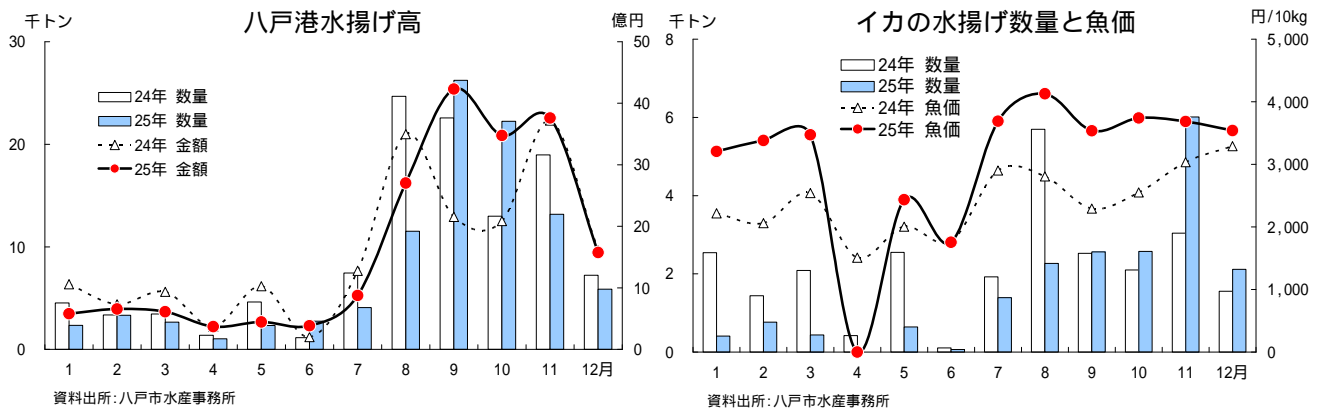 八戸港水揚げ高
千トン
億円
30
20
10
0
50
40
30
20
10
0
24年 数量
25年 数量
24年 金額
25年 金額
1 2 3 4 5 6 7 8 9 10 11 12月
資料出所:八戸市水産事務所
イカの水揚げ数量と魚価
千トン
円/10kg
8
6
4
2
0
5,000
4,000
3,000
2,000
1,000
0
24年 数量
25年 数量
24年 魚価
25年 魚価
1 2 3 4 5 6 7 8 9 10 11 12月
資料出所:八戸市水産事務所